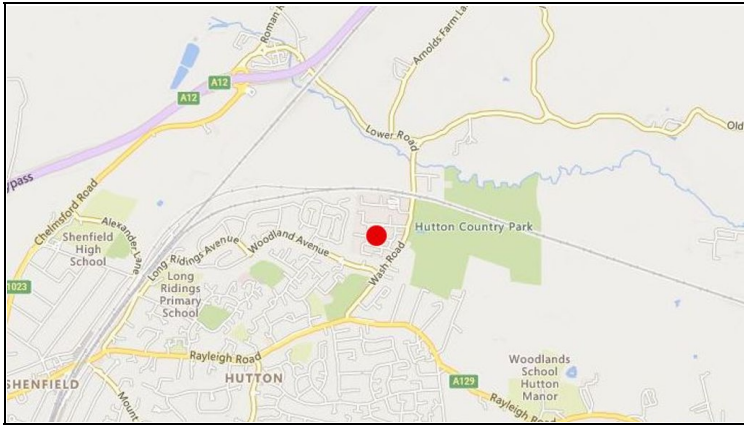 Roman
Arnolds Farm La
A12
A12
Old
Lower Road
ypass
Chelmsford Road
Alexander Lane
Shenfield
High
School
Long Ridings Avenue
Woodland Avenue
Hutton Country Park
Wash Road
Long
Ridings
Primary
School
1023
Rayleigh Road
Woodlands
School
Hutton
Manor
SHENFIELD
HUTTON
A129
Mount
Rayleigh Road